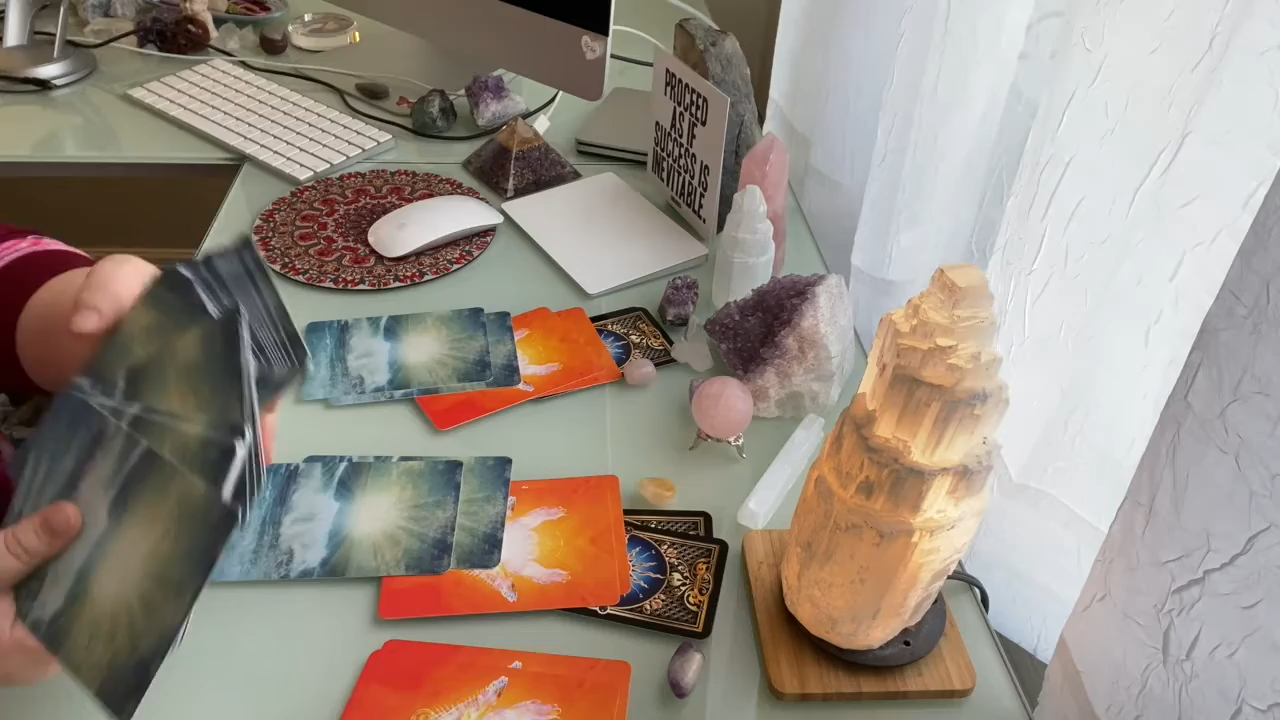 PROCEED
AS IF
SUCCESS IS
INEVITABLE.